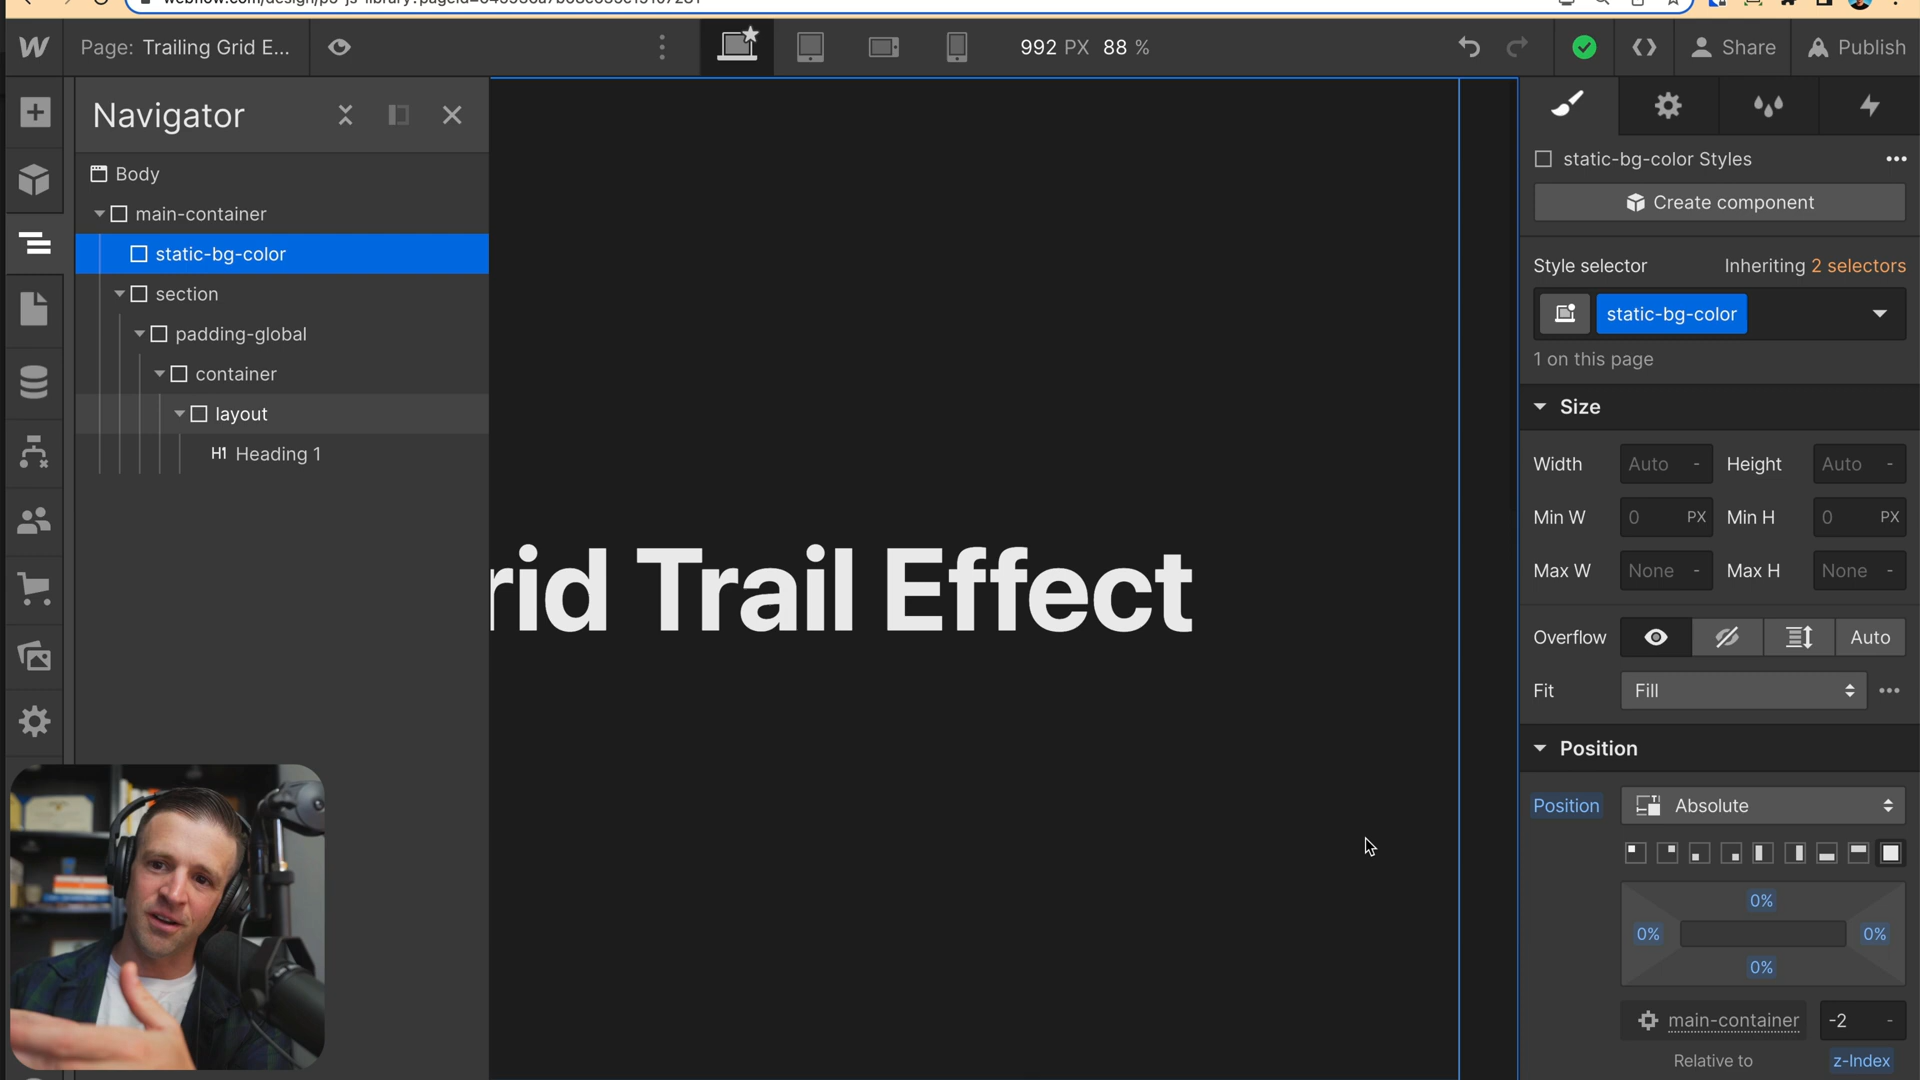 Page: Trailing Grid E...
992 PX 88 %
Share
Publish
Navigator
Body
main-container
static-bg-color
section
padding-global
container
layout
H1 Heading 1
rid Trail Effect
static-bg-color Styles
Create component
Style selector
Inheriting 2 selectors
static-bg-color
1 on this page
Size
Width Auto - Height Auto -
Min W 0 PX Min H 0 PX
Max W None - Max H None -
Overflow Auto
Fit Fill
Position
Position Absolute
0%
0% 0%
0%
main-container -2 -
Relative to z-Index